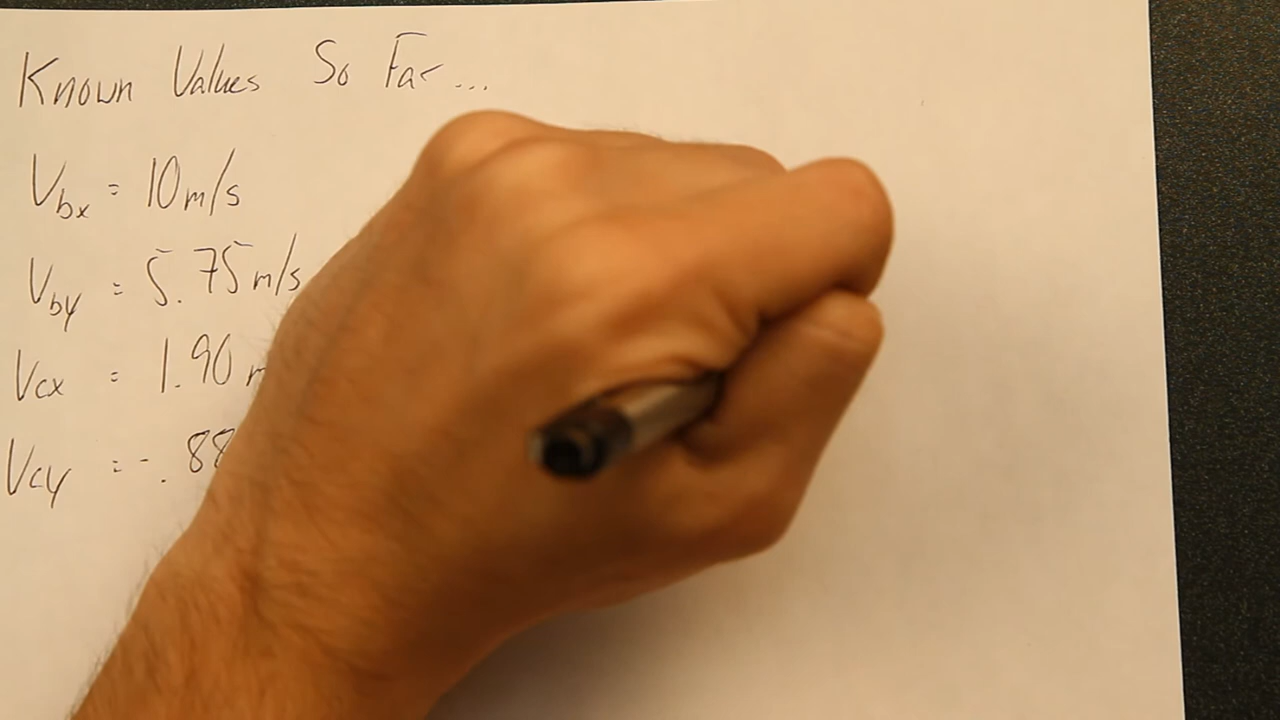 Known Values So Far...
Vbx = 10m/s
Vby = 5.75m/s
Vcx = 1.90
Vcy = -.88